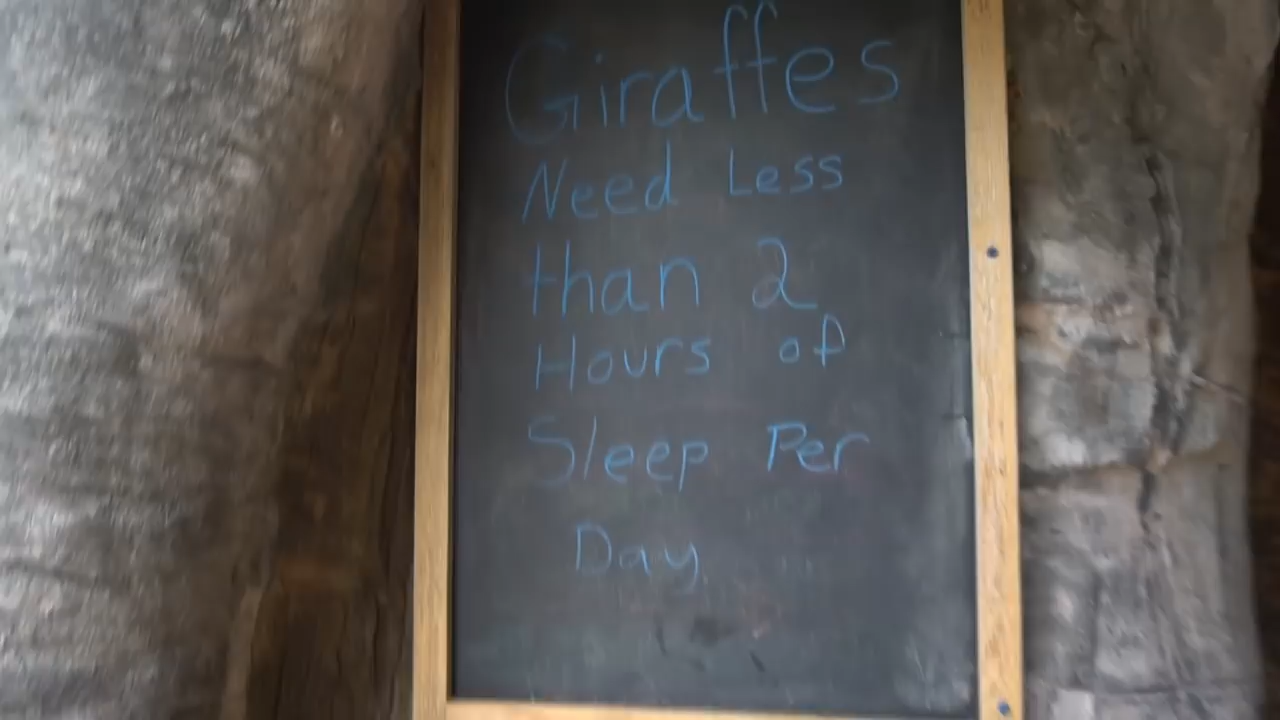 Giraffes
Need Less
than 2
Hours of
Sleep Per
Day